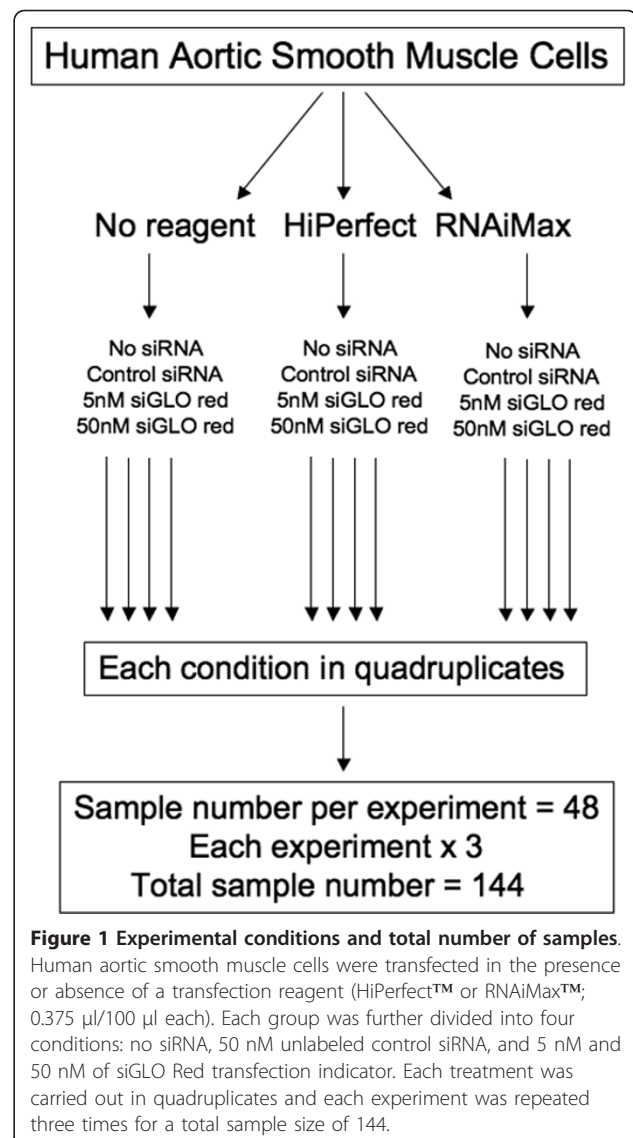 Human Aortic Smooth Muscle Cells
No reagent HiPerfect RNAiMax
No siRNA No siRNA No siRNA
Control siRNA Control siRNA Control siRNA
5nM siGLO red 5nM siGLO red 5nM siGLO red
50nM siGLO red 50nM siGLO red 50nM siGLO red
Each condition in quadruplicates
Sample number per experiment = 48
Each experiment x 3
Total sample number = 144
Figure 1 Experimental conditions and total number of samples.
Human aortic smooth muscle cells were transfected in the presence
or absence of a transfection reagent (HiPerfect™ or RNAiMax™;
0.375 μl/100 μl each). Each group was further divided into four
conditions: no siRNA, 50 nM unlabeled control siRNA, and 5 nM and
50 nM of siGLO Red transfection indicator. Each treatment was
carried out in quadruplicates and each experiment was repeated
three times for a total sample size of 144.